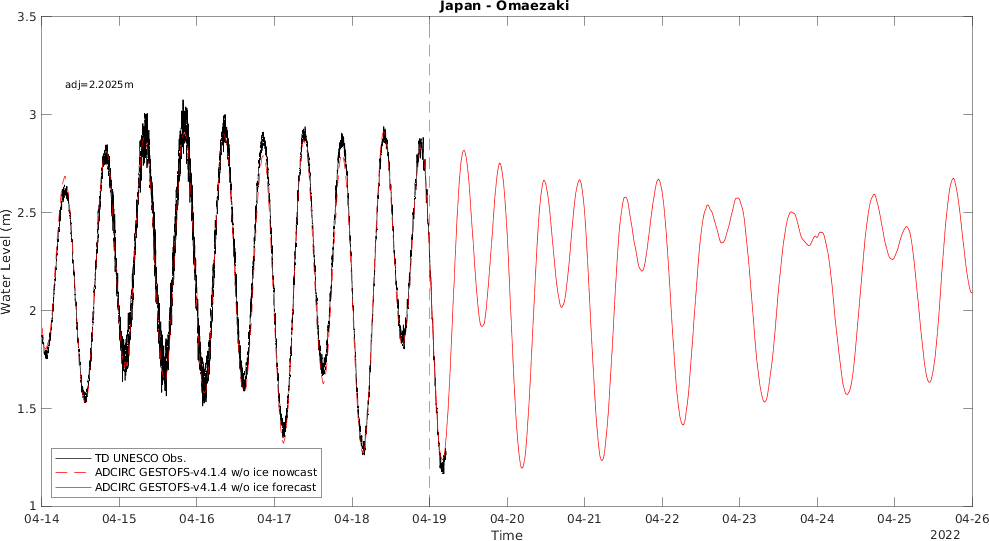 Japan - Omaezaki
3.5
adj=2.2025m
3
2.5
Water Level (m)
2
1.5
TD UNESCO Obs.
ADCIRC GESTOFS-v4.1.4 w/o ice nowcast
ADCIRC GESTOFS-v4.1.4 w/o ice forecast
1
04-14 04-15 04-16 04-17 04-18 04-19 04-20 04-21 04-22 04-23 04-24 04-25 04-26
Time
2022